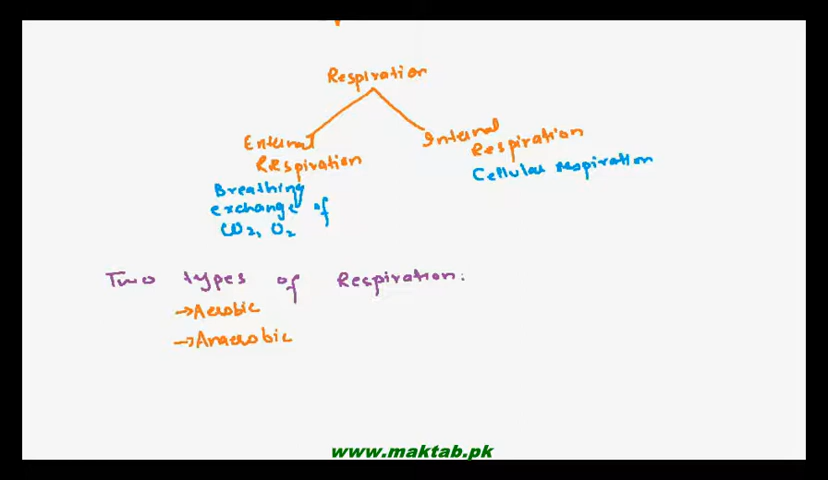 Respiration
External
Respiration
Internal
Respiration
Breathing
exchange of
CO2, O2
Cellular respiration
Two types of Respiration:
→Aerobic
→Anaerobic
www.maktab.pk